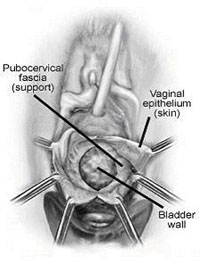 Pubocervical
fascia
(support)
Vaginal
epithelium
(skin)
Bladder
wall